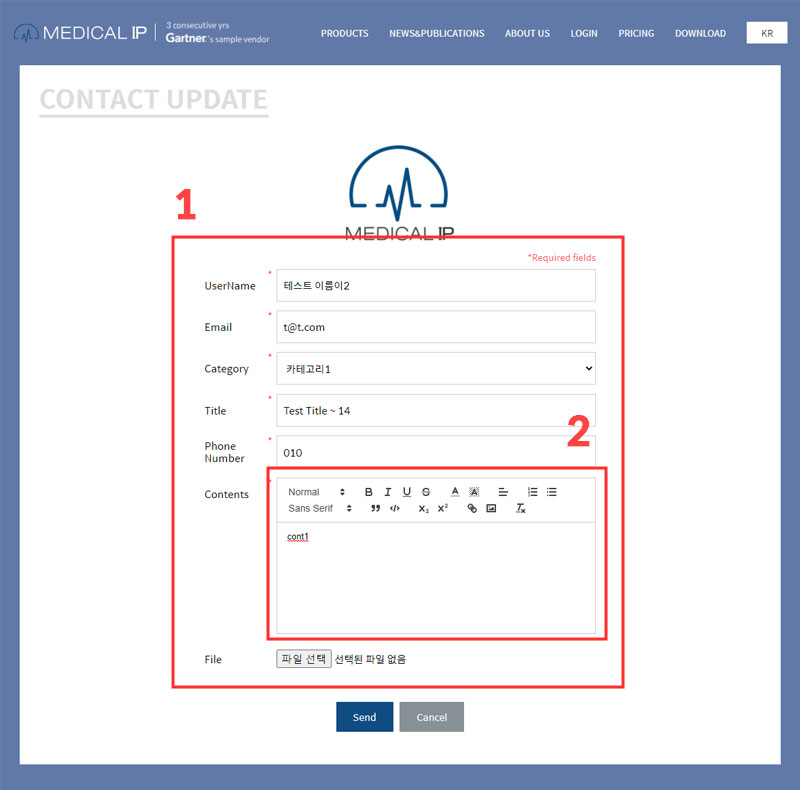 MEDICAL IP
3 consecutive yrs
Gartner.'s sample vendor
PRODUCTS
NEWS&PUBLICATIONS
ABOUT US
LOGIN
PRICING
DOWNLOAD
KR
CONTACT UPDATE
MEDICAL IP
1
*Required fields
UserName
*
테스트 이름이2
Email
*
t@t.com
Category
*
카테고리1
Title
*
Test Title ~ 14
2
Phone
Number
*
010
Contents
*
Normal B I U S A A
Sans Serif ” </> X₂ X² Tx
cont1
File
파일 선택 선택된 파일 없음
Send
Cancel